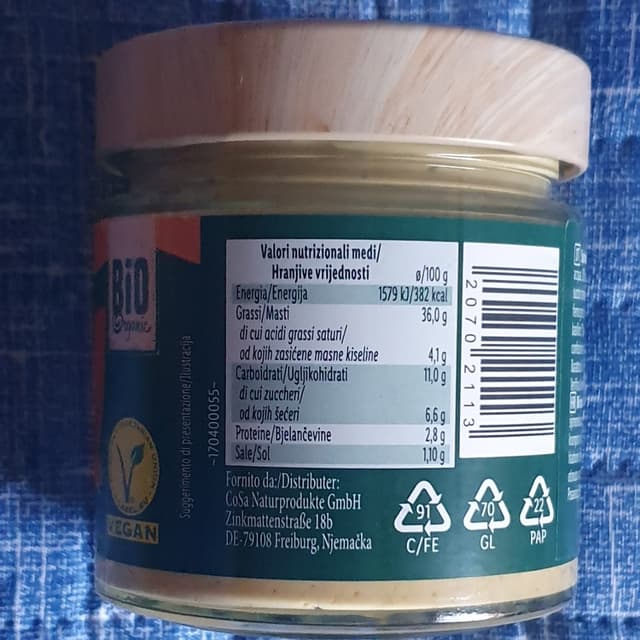 BiO
Organic
VEGAN
Suggerimento di presentazione/Ilustracija
~170400055~
Valori nutrizionali medi/
Hranjive vrijednosti ø/100 g
Energia/Energija 1579 kJ/382 kcal
Grassi/Masti 36,0 g
di cui acidi grassi saturi/
od kojih zasićene masne kiseline 4,1 g
Carboidrati/Ugljikohidrati 11,0 g
di cui zuccheri/
od kojih šećeri 6,6 g
Proteine/Bjelančevine 2,8 g
Sale/Sol 1,10 g
Fornito da:/Distributer:
CoSa Naturprodukte GmbH
Zinkmattenstraße 18b
DE-79108 Freiburg, Njemačka
2070 2113
91 70 22
C/FE GL PAP